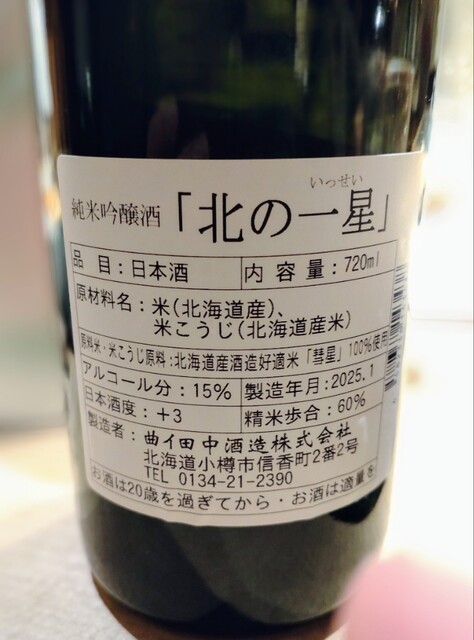 いっせい
純米吟醸酒「北の一星」
品 目：日本酒 内 容 量：720ml
原材料名：米（北海道産）、
米こうじ（北海道産米）
原料米・米こうじ原料：北海道産酒造好適米「彗星」100%使用
アルコール分：15% 製造年月：2025.1
日本酒度：＋3 精米歩合：60%
製造者：曲イ田中酒造株式会社
北海道小樽市信香町2番2号
TEL 0134-21-2390
お酒は20歳を過ぎてから・お酒は適量を